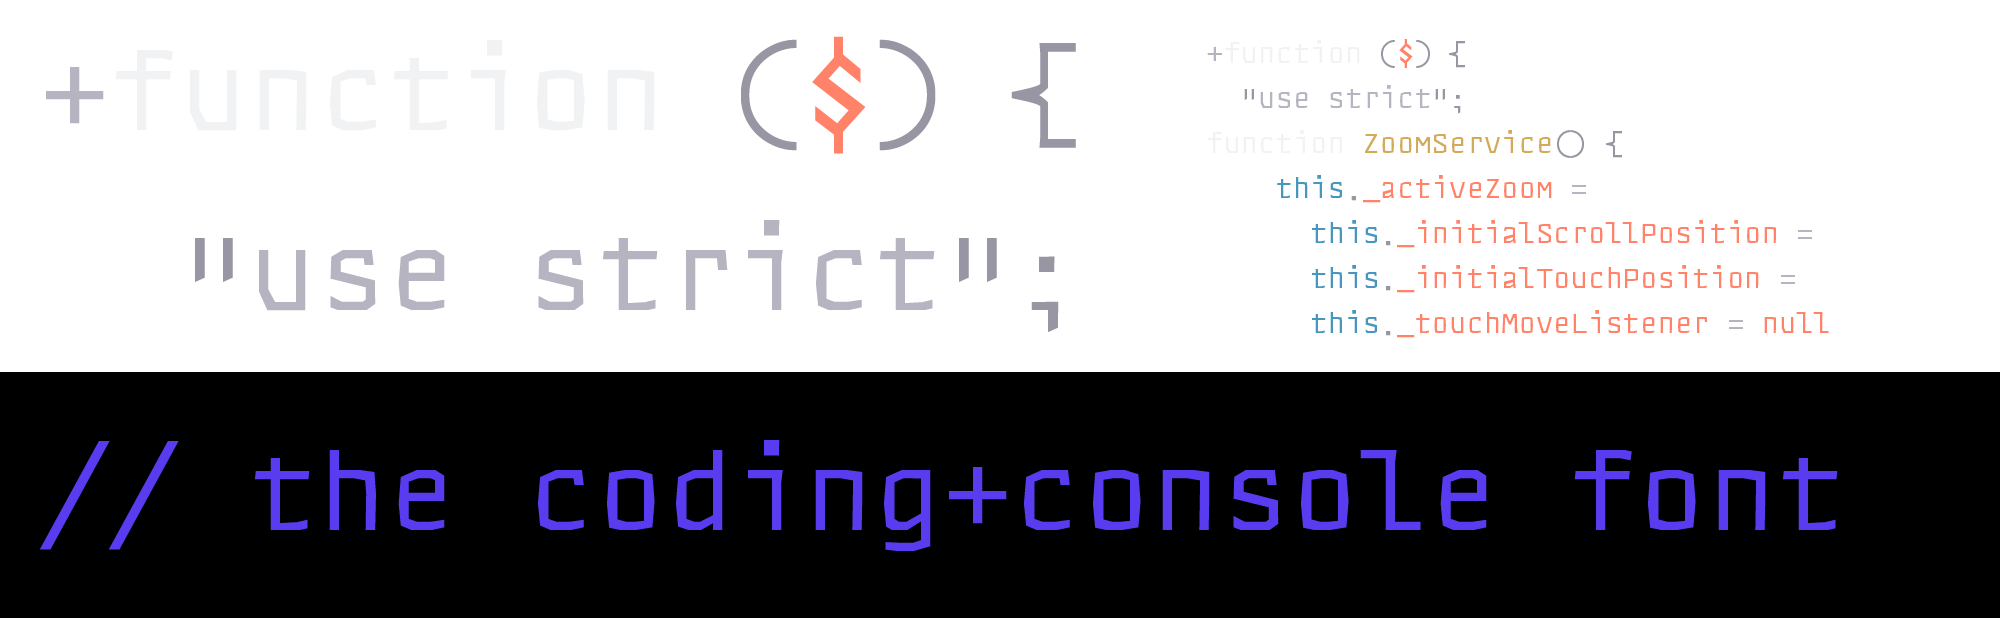 +function ($) {
"use strict";
+function ($) {
"use strict";
function ZoomService() {
this._activeZoom =
this._initialScrollPosition =
this._initialTouchPosition =
this._touchMoveListener = null
// the coding+console font